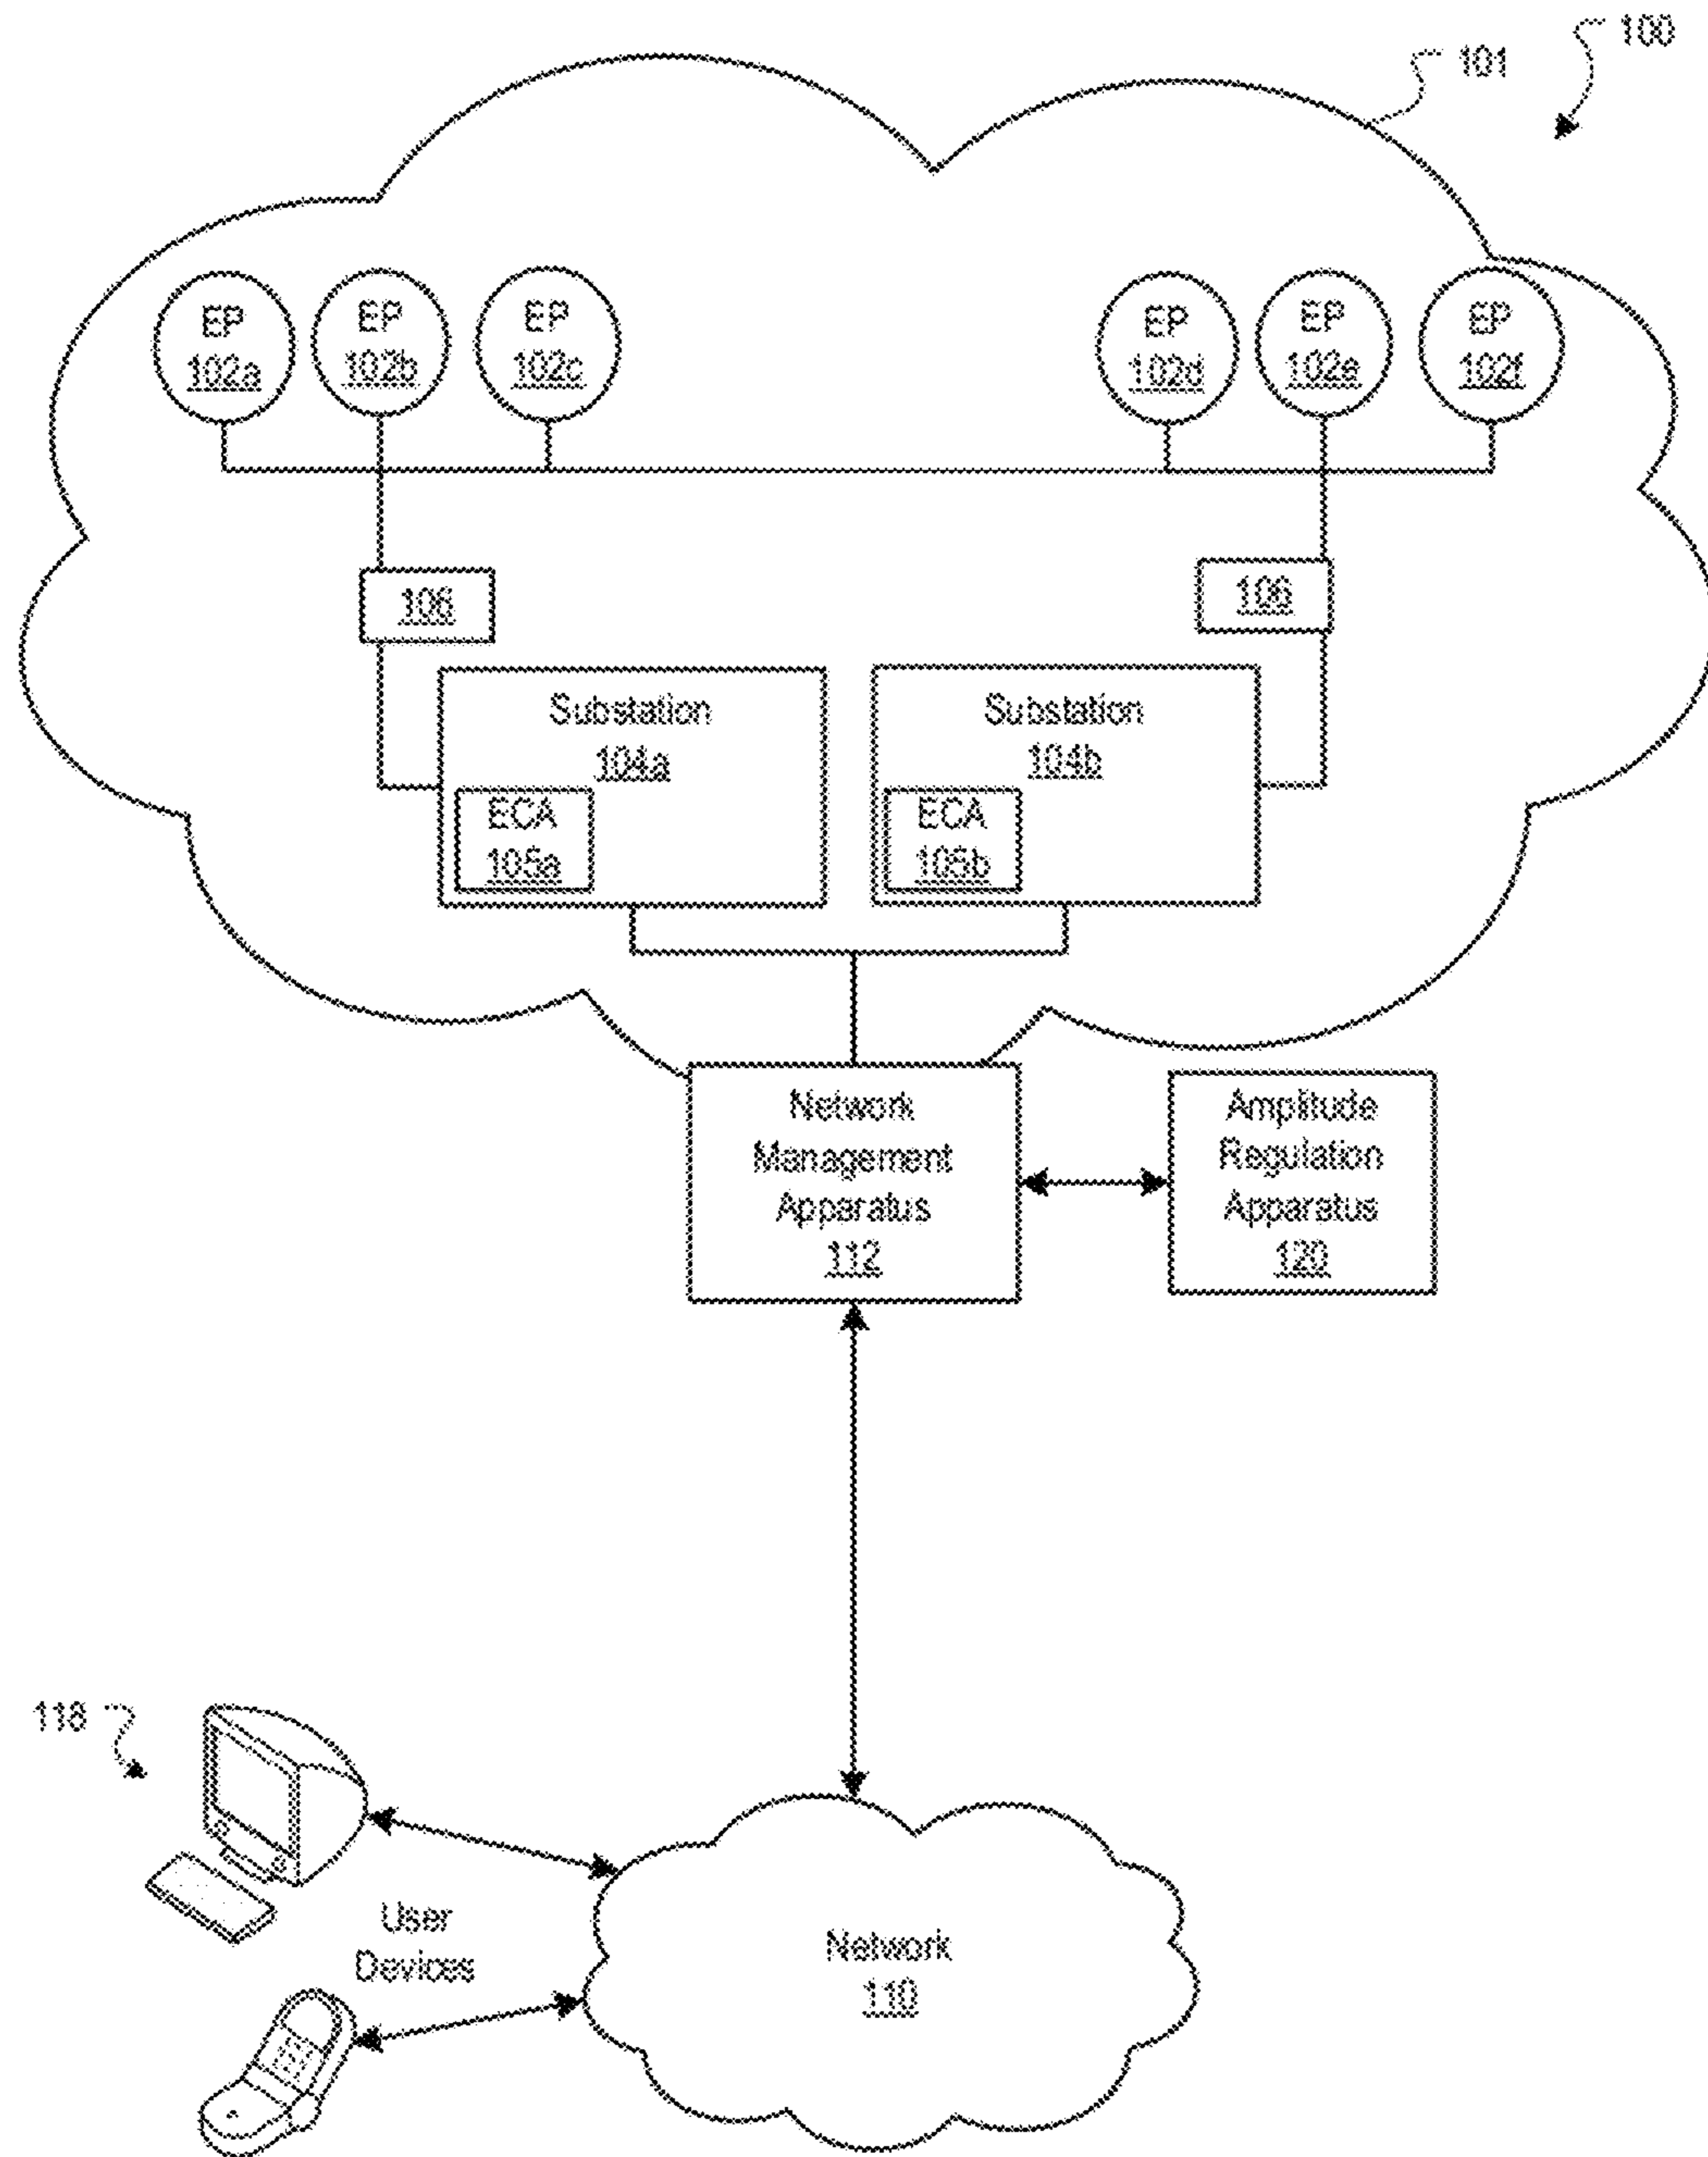 100
101
EP
102a
EP
102b
EP
102c
EP
102d
EP
102e
EP
102f
106
106
Substation
104a
Substation
104b
ECA
105a
ECA
105b
Network
Management
Apparatus
112
Amplitude
Regulation
Apparatus
120
118
User
Devices
Network
110